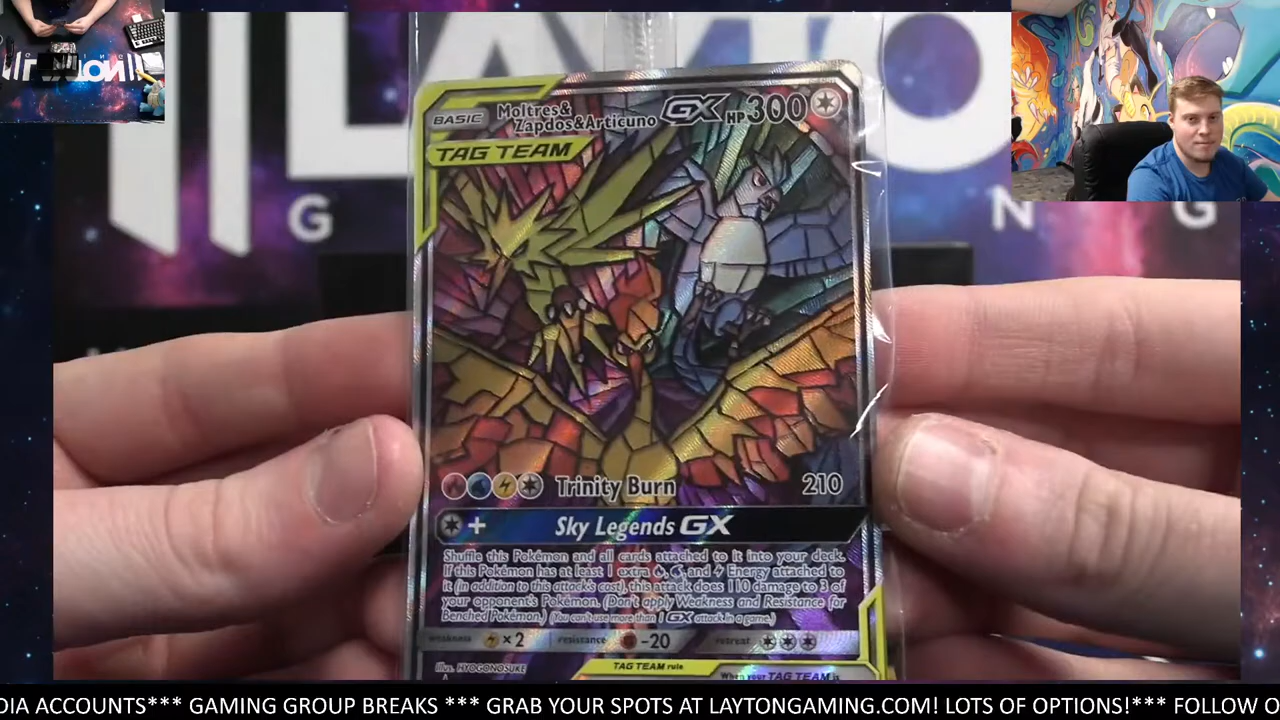 BASIC
Moltres&
Zapdos&Articuno GX HP300
TAG TEAM
G
N G
Trinity Burn 210
+ Sky Legends GX
Shuffle this Pokémon and all cards attached to it into your deck.
If this Pokémon has at least 1 extra , , and Energy attached to
it (in addition to this attack's cost), this attack does 110 damage to 3 of
your opponent's Pokémon. (Don't apply Weakness and Resistance for
Benched Pokémon.) (You can't use more than 1 GX attack in a game.)
weakness ×2 resistance -20 retreat
illus. HYOGONOSUKE
TAG TEAM rule
When your TAG TEAM is
DIA ACCOUNTS*** GAMING GROUP BREAKS *** GRAB YOUR SPOTS AT LAYTONGAMING.COM! LOTS OF OPTIONS!*** FOLLOW O